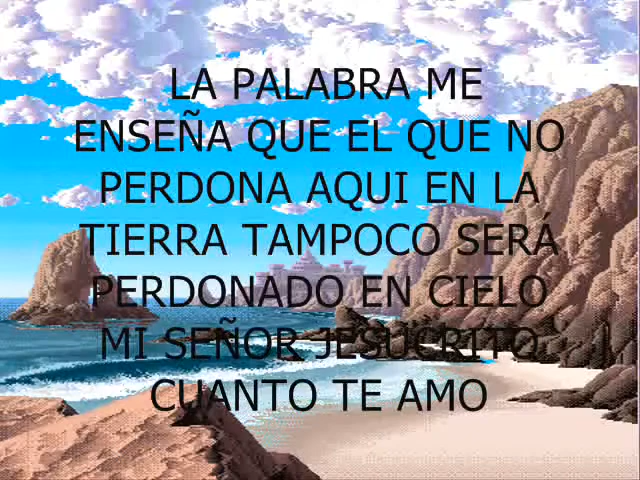 LA PALABRA ME
ENSEÑA QUE EL QUE NO
PERDONA AQUI EN LA
TIERRA TAMPOCO SERÁ
PERDONADO EN CIELO
MI SEÑOR JESUCRITO
CUANTO TE AMO